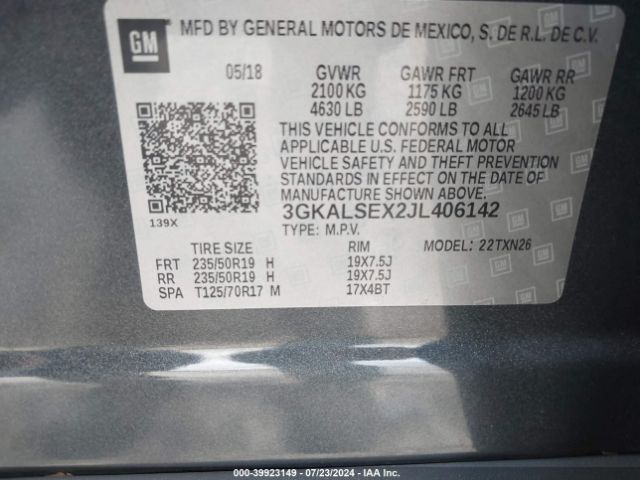 GM
MFD BY GENERAL MOTORS DE MEXICO, S. DE R.L. DE C.V.
05/18 GVWR GAWR FRT GAWR RR
2100 KG 1175 KG 1200 KG
4630 LB 2590 LB 2645 LB
THIS VEHICLE CONFORMS TO ALL
APPLICABLE U.S. FEDERAL MOTOR
VEHICLE SAFETY AND THEFT PREVENTION
STANDARDS IN EFFECT ON THE DATE OF
MANUFACTURE SHOWN ABOVE.
139X
3GKALSEX2JL406142
TYPE: M.P.V. MODEL: 22TXN26
TIRE SIZE RIM
FRT 235/50R19 H 19X7.5J
RR 235/50R19 H 19X7.5J
SPA T125/70R17 M 17X4BT
000-39923149 - 07/23/2024 - IAA Inc.